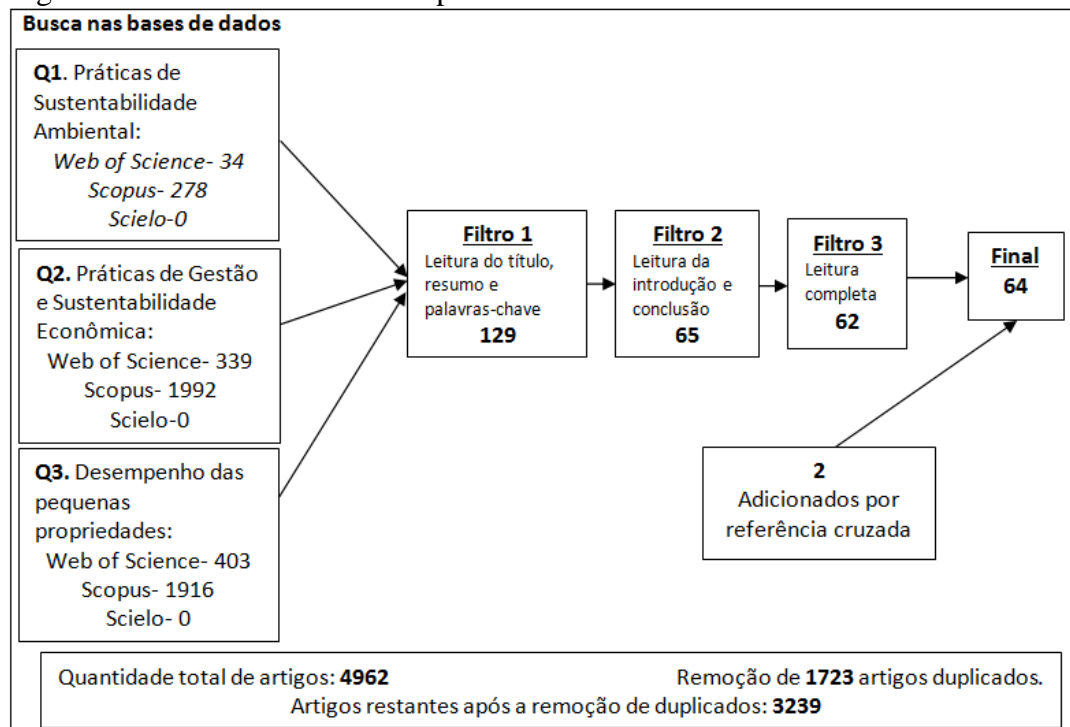 Busca nas bases de dados
Q1. Práticas de
Sustentabilidade
Ambiental:
Web of Science- 34
Scopus- 278
Scielo-0
Q2. Práticas de Gestão
e Sustentabilidade
Econômica:
Web of Science- 339
Scopus- 1992
Scielo-0
Q3. Desempenho das
pequenas
propriedades:
Web of Science- 403
Scopus- 1916
Scielo- 0
Filtro 1
Leitura do título,
resumo e
palavras-chave
129
Filtro 2
Leitura da
introdução e
conclusão
65
Filtro 3
Leitura
completa
62
Final
64
2
Adicionados por
referência cruzada
Quantidade total de artigos: 4962 Remoção de 1723 artigos duplicados.
Artigos restantes após a remoção de duplicados: 3239